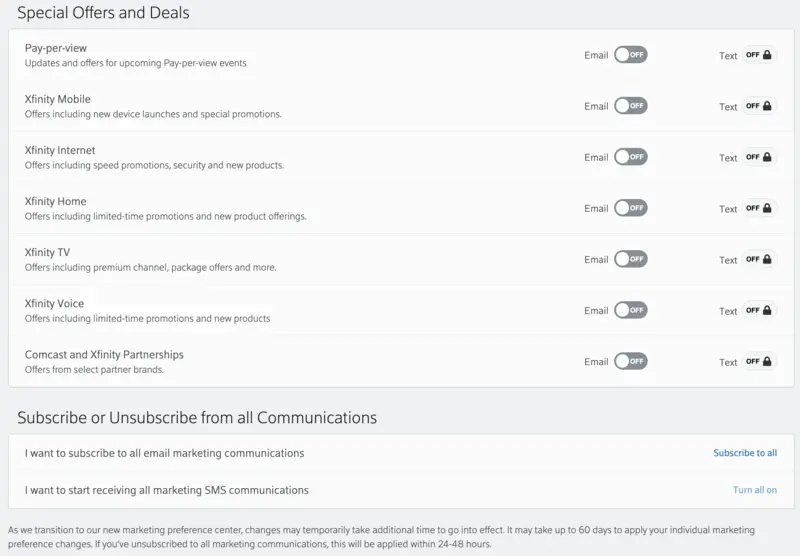 Special Offers and Deals
Pay-per-view
Updates and offers for upcoming Pay-per-view events
Email OFF Text OFF
Xfinity Mobile
Offers including new device launches and special promotions.
Email OFF Text OFF
Xfinity Internet
Offers including speed promotions, security and new products.
Email OFF Text OFF
Xfinity Home
Offers including limited-time promotions and new product offerings.
Email OFF Text OFF
Xfinity TV
Offers including premium channel, package offers and more.
Email OFF Text OFF
Xfinity Voice
Offers including limited-time promotions and new products
Email OFF Text OFF
Comcast and Xfinity Partnerships
Offers from select partner brands.
Email OFF Text OFF
Subscribe or Unsubscribe from all Communications
I want to subscribe to all email marketing communications Subscribe to all
I want to start receiving all marketing SMS communications Turn all on
As we transition to our new marketing preference center, changes may temporarily take additional time to go into effect. It may take up to 60 days to apply your individual marketing
preference changes. If you've unsubscribed to all marketing communications, this will be applied within 24-48 hours.